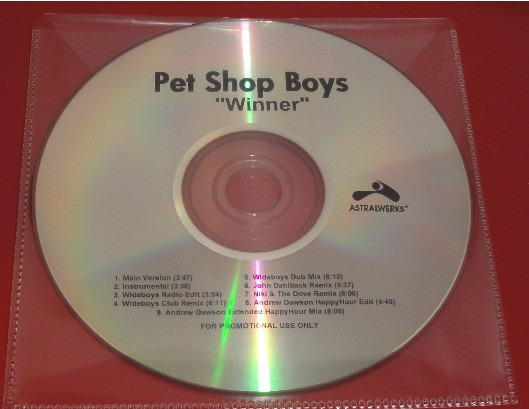 Pet Shop Boys
"Winner"
ASTRALWERKS
1. Main Version (3:47)
2. Instrumental (3:50)
3. Wideboys Radio Edit (3:04)
4. Wideboys Club Remix (6:11)
5. Wideboys Dub Mix (6:13)
6. John Dahlback Remix (5:37)
7. Niki & The Dove Remix (6:06)
8. Andrew Dawson HappyHour Edit (4:40)
9. Andrew Dawson Extended HappyHour Mix (6:06)
FOR PROMOTIONAL USE ONLY